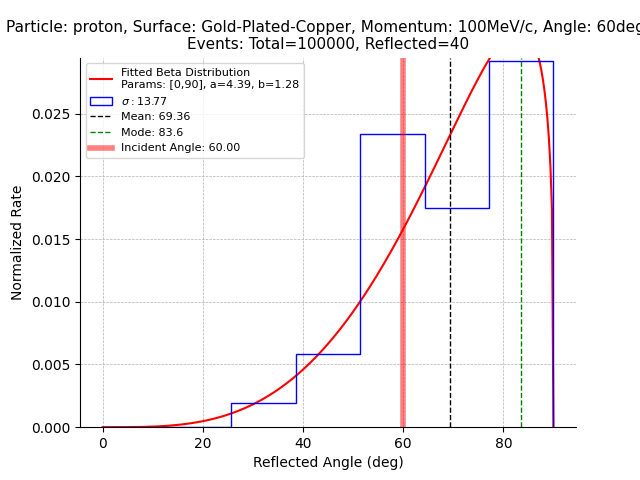 Particle: proton, Surface: Gold-Plated-Copper, Momentum: 100MeV/c, Angle: 60deg
Events: Total=100000, Reflected=40
Fitted Beta Distribution
Params: [0,90], a=4.39, b=1.28
σ: 13.77
Mean: 69.36
Mode: 83.6
Incident Angle: 60.00
Normalized Rate
0.025
0.020
0.015
0.010
0.005
0.000
0 20 40 60 80
Reflected Angle (deg)